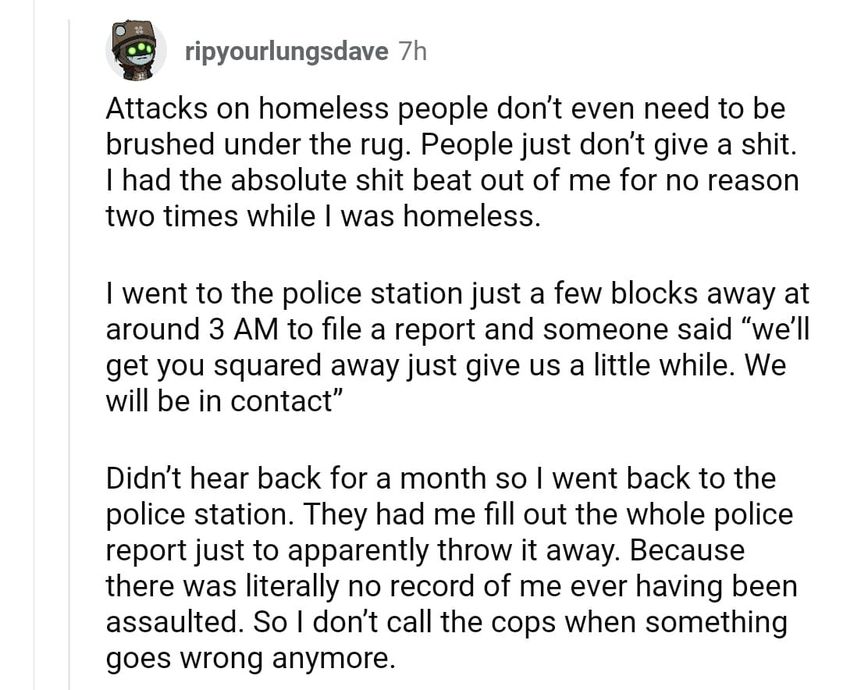 ripyourlungsdave 7h
Attacks on homeless people don’t even need to be
brushed under the rug. People just don’t give a shit.
I had the absolute shit beat out of me for no reason
two times while I was homeless.
I went to the police station just a few blocks away at
around 3 AM to file a report and someone said “we’ll
get you squared away just give us a little while. We
will be in contact”
Didn’t hear back for a month so I went back to the
police station. They had me fill out the whole police
report just to apparently throw it away. Because
there was literally no record of me ever having been
assaulted. So I don’t call the cops when something
goes wrong anymore.